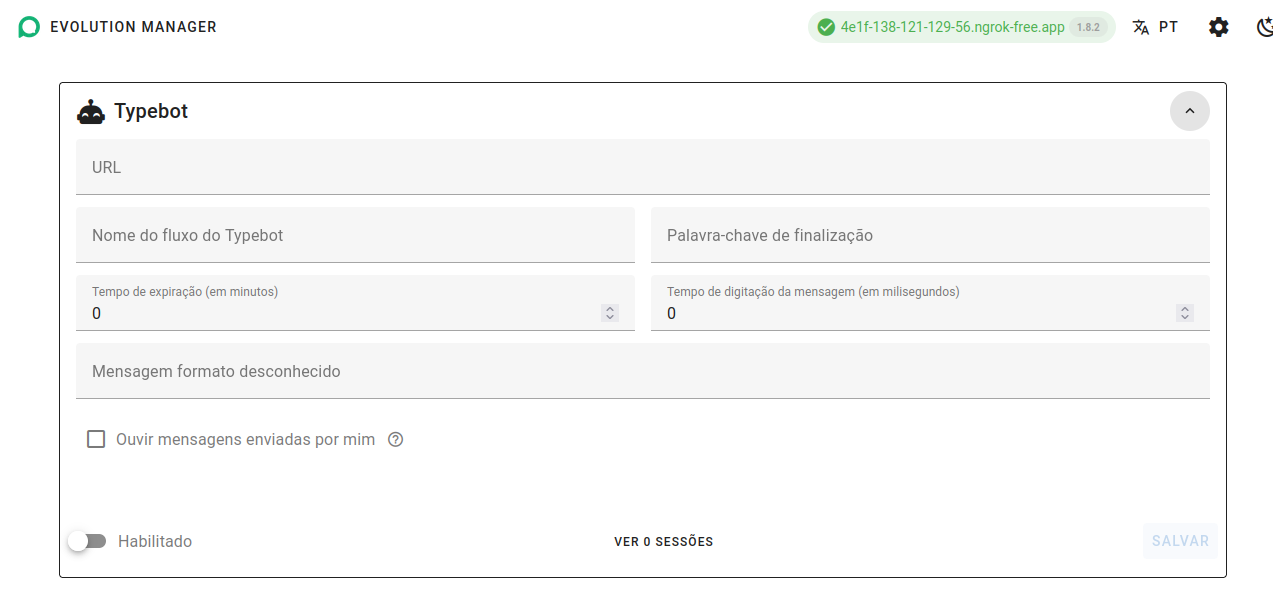 EVOLUTION MANAGER
4e1f-138-121-129-56.ngrok-free.app 1.8.2 PT
Typebot
URL
Nome do fluxo do Typebot Palavra-chave de finalização
Tempo de expiração (em minutos) Tempo de digitação da mensagem (em milisegundos)
0 0
Mensagem formato desconhecido
Ouvir mensagens enviadas por mim ?
Habilitado VER 0 SESSÕES SALVAR